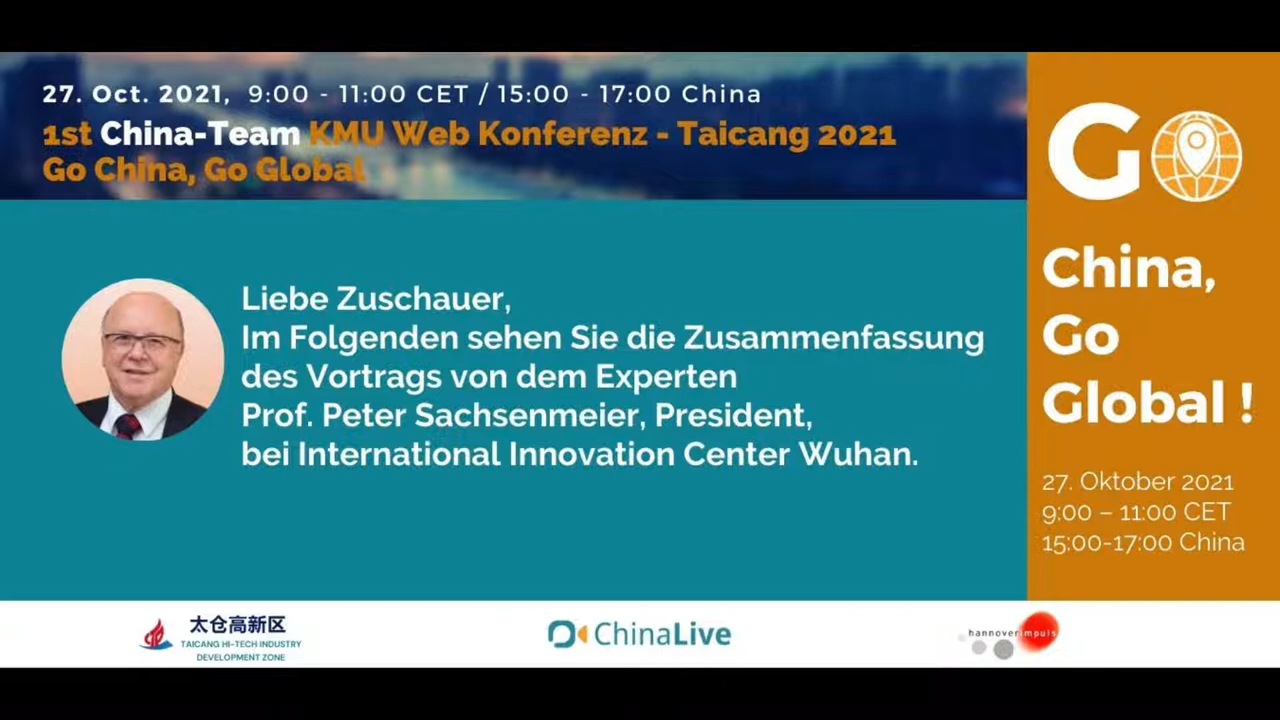 27. Oct. 2021, 9:00 - 11:00 CET / 15:00 - 17:00 China
1st China-Team KMU Web Konferenz - Taicang 2021
Go China, Go Global
Liebe Zuschauer,
Im Folgenden sehen Sie die Zusammenfassung
des Vortrags von dem Experten
Prof. Peter Sachsenmeier, President,
bei International Innovation Center Wuhan.
GO
China,
Go
Global !
27. Oktober 2021
9:00 – 11:00 CET
15:00-17:00 China
太仓高新区
TAICANG HI-TECH INDUSTRY
DEVELOPMENT ZONE
ChinaLive
hannoverimpuls